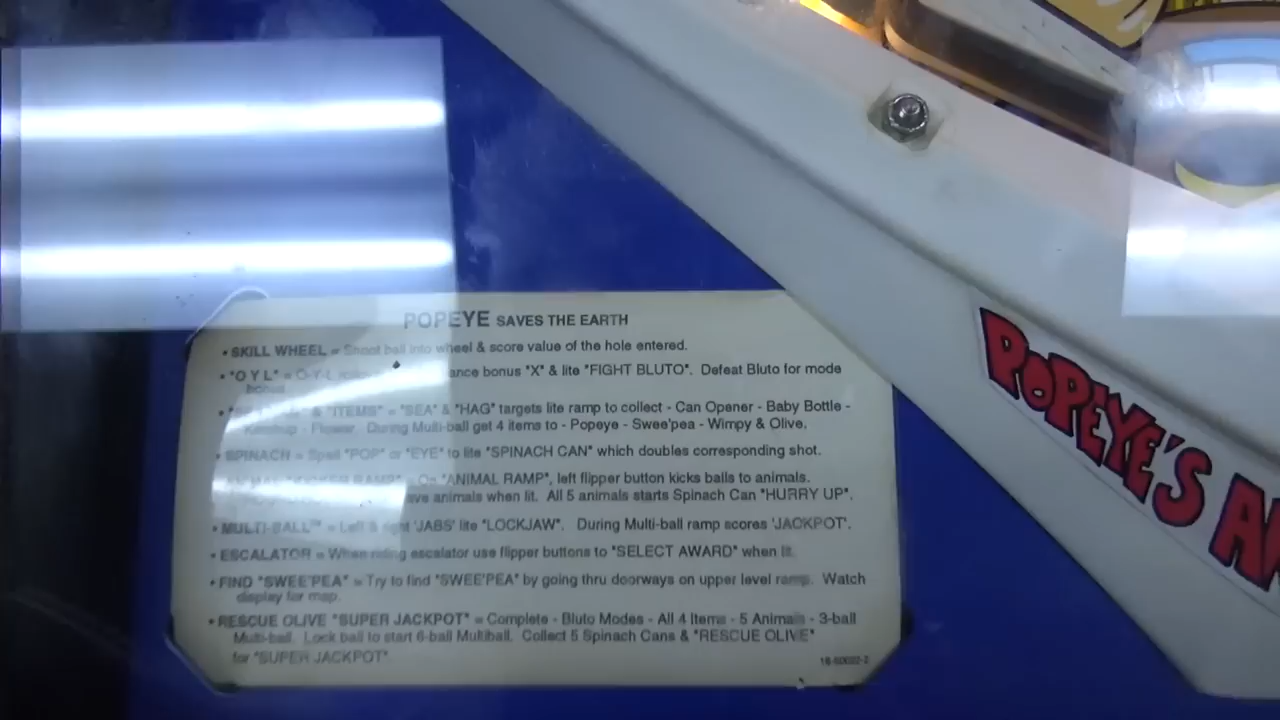 POPEYE SAVES THE EARTH
• SKILL WHEEL = Shoot ball into wheel & score value of the hole entered.
• "O Y L" = O-Y-L ance bonus "X" & lite "FIGHT BLUTO". Defeat Bluto for mode
bonus.
• & "ITEMS" = "SEA" & "HAG" targets lite ramp to collect - Can Opener - Baby Bottle -
Ketchup - Flower. During Multi-ball get 4 items to - Popeye - Swee'pea - Wimpy & Olive.
• SPINACH = Spell "POP" or "EYE" to lite "SPINACH CAN" which doubles corresponding shot.
"ANIMAL RAMP", left flipper button kicks balls to animals.
animals when lit. All 5 animals starts Spinach Can "HURRY UP".
• MULTI-BALL™ = Left & right 'JABS' lite "LOCKJAW". During Multi-ball ramp scores 'JACKPOT'.
• ESCALATOR = When riding escalator use flipper buttons to "SELECT AWARD" when lit.
• FIND "SWEE'PEA" = Try to find "SWEE'PEA" by going thru doorways on upper level ramp. Watch
display for map.
• RESCUE OLIVE "SUPER JACKPOT" = Complete - Bluto Modes - All 4 Items - 5 Animals - 3-ball
Multi-ball. Lock ball to start 6-ball Multiball. Collect 5 Spinach Cans & "RESCUE OLIVE"
for "SUPER JACKPOT"
POPEYE'S